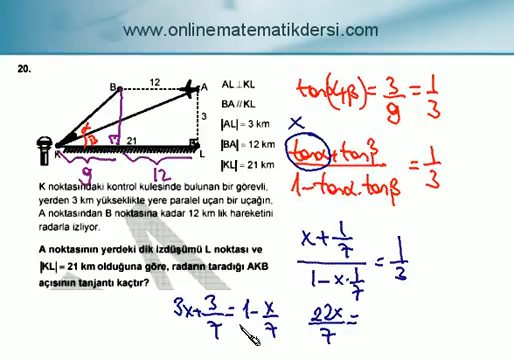 www.onlinematematikdersi.com
20.
B 12 A
3
K 21 L
α β
9 12
AL⊥KL
BA//KL
|AL| = 3 km
|BA| = 12 km
|KL| = 21 km
K noktasındaki kontrol kulesinde bulunan bir görevli,
yerden 3 km yükseklikte yere paralel uçan bir uçağın,
A noktasından B noktasına kadar 12 km lik hareketini
radarla izliyor.
A noktasının yerdeki dik izdüşümü L noktası ve
|KL| = 21 km olduğuna göre, radarın taradığı AKB
açısının tanjantı kaçtır?
tan(α+β) = 3/9 = 1/3
x
(tanα + tanβ)/(1 - tanα.tanβ) = 1/3
(x + 1/7)/(1 - x.1/7) = 1/3
3x + 3/7 = 1 - x/7
22x/7 =